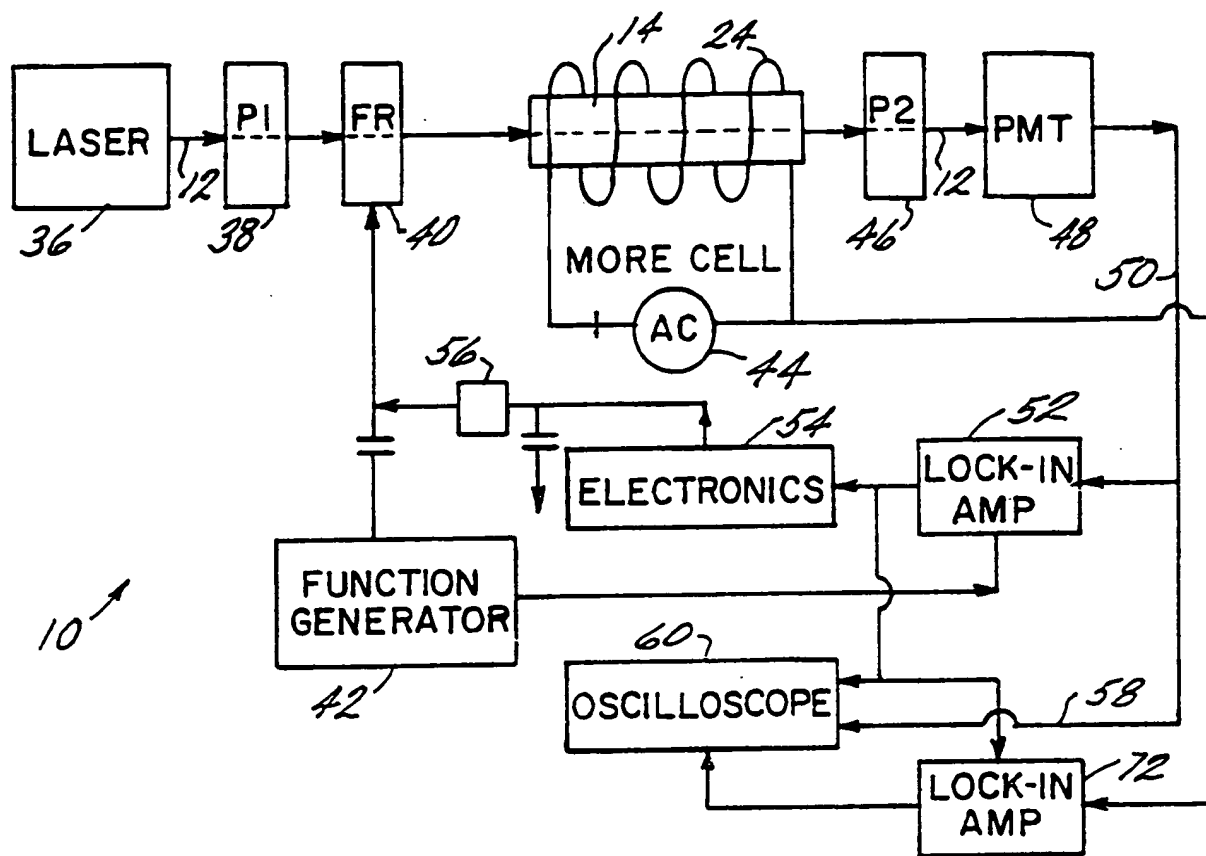 14
24
LASER
P1
FR
P2
PMT
12
12
36
38
40
46
48
MORE CELL
50
AC
44
56
54
52
ELECTRONICS
LOCK-IN
AMP
FUNCTION
GENERATOR
10
42
60
OSCILLOSCOPE
58
72
LOCK-IN
AMP